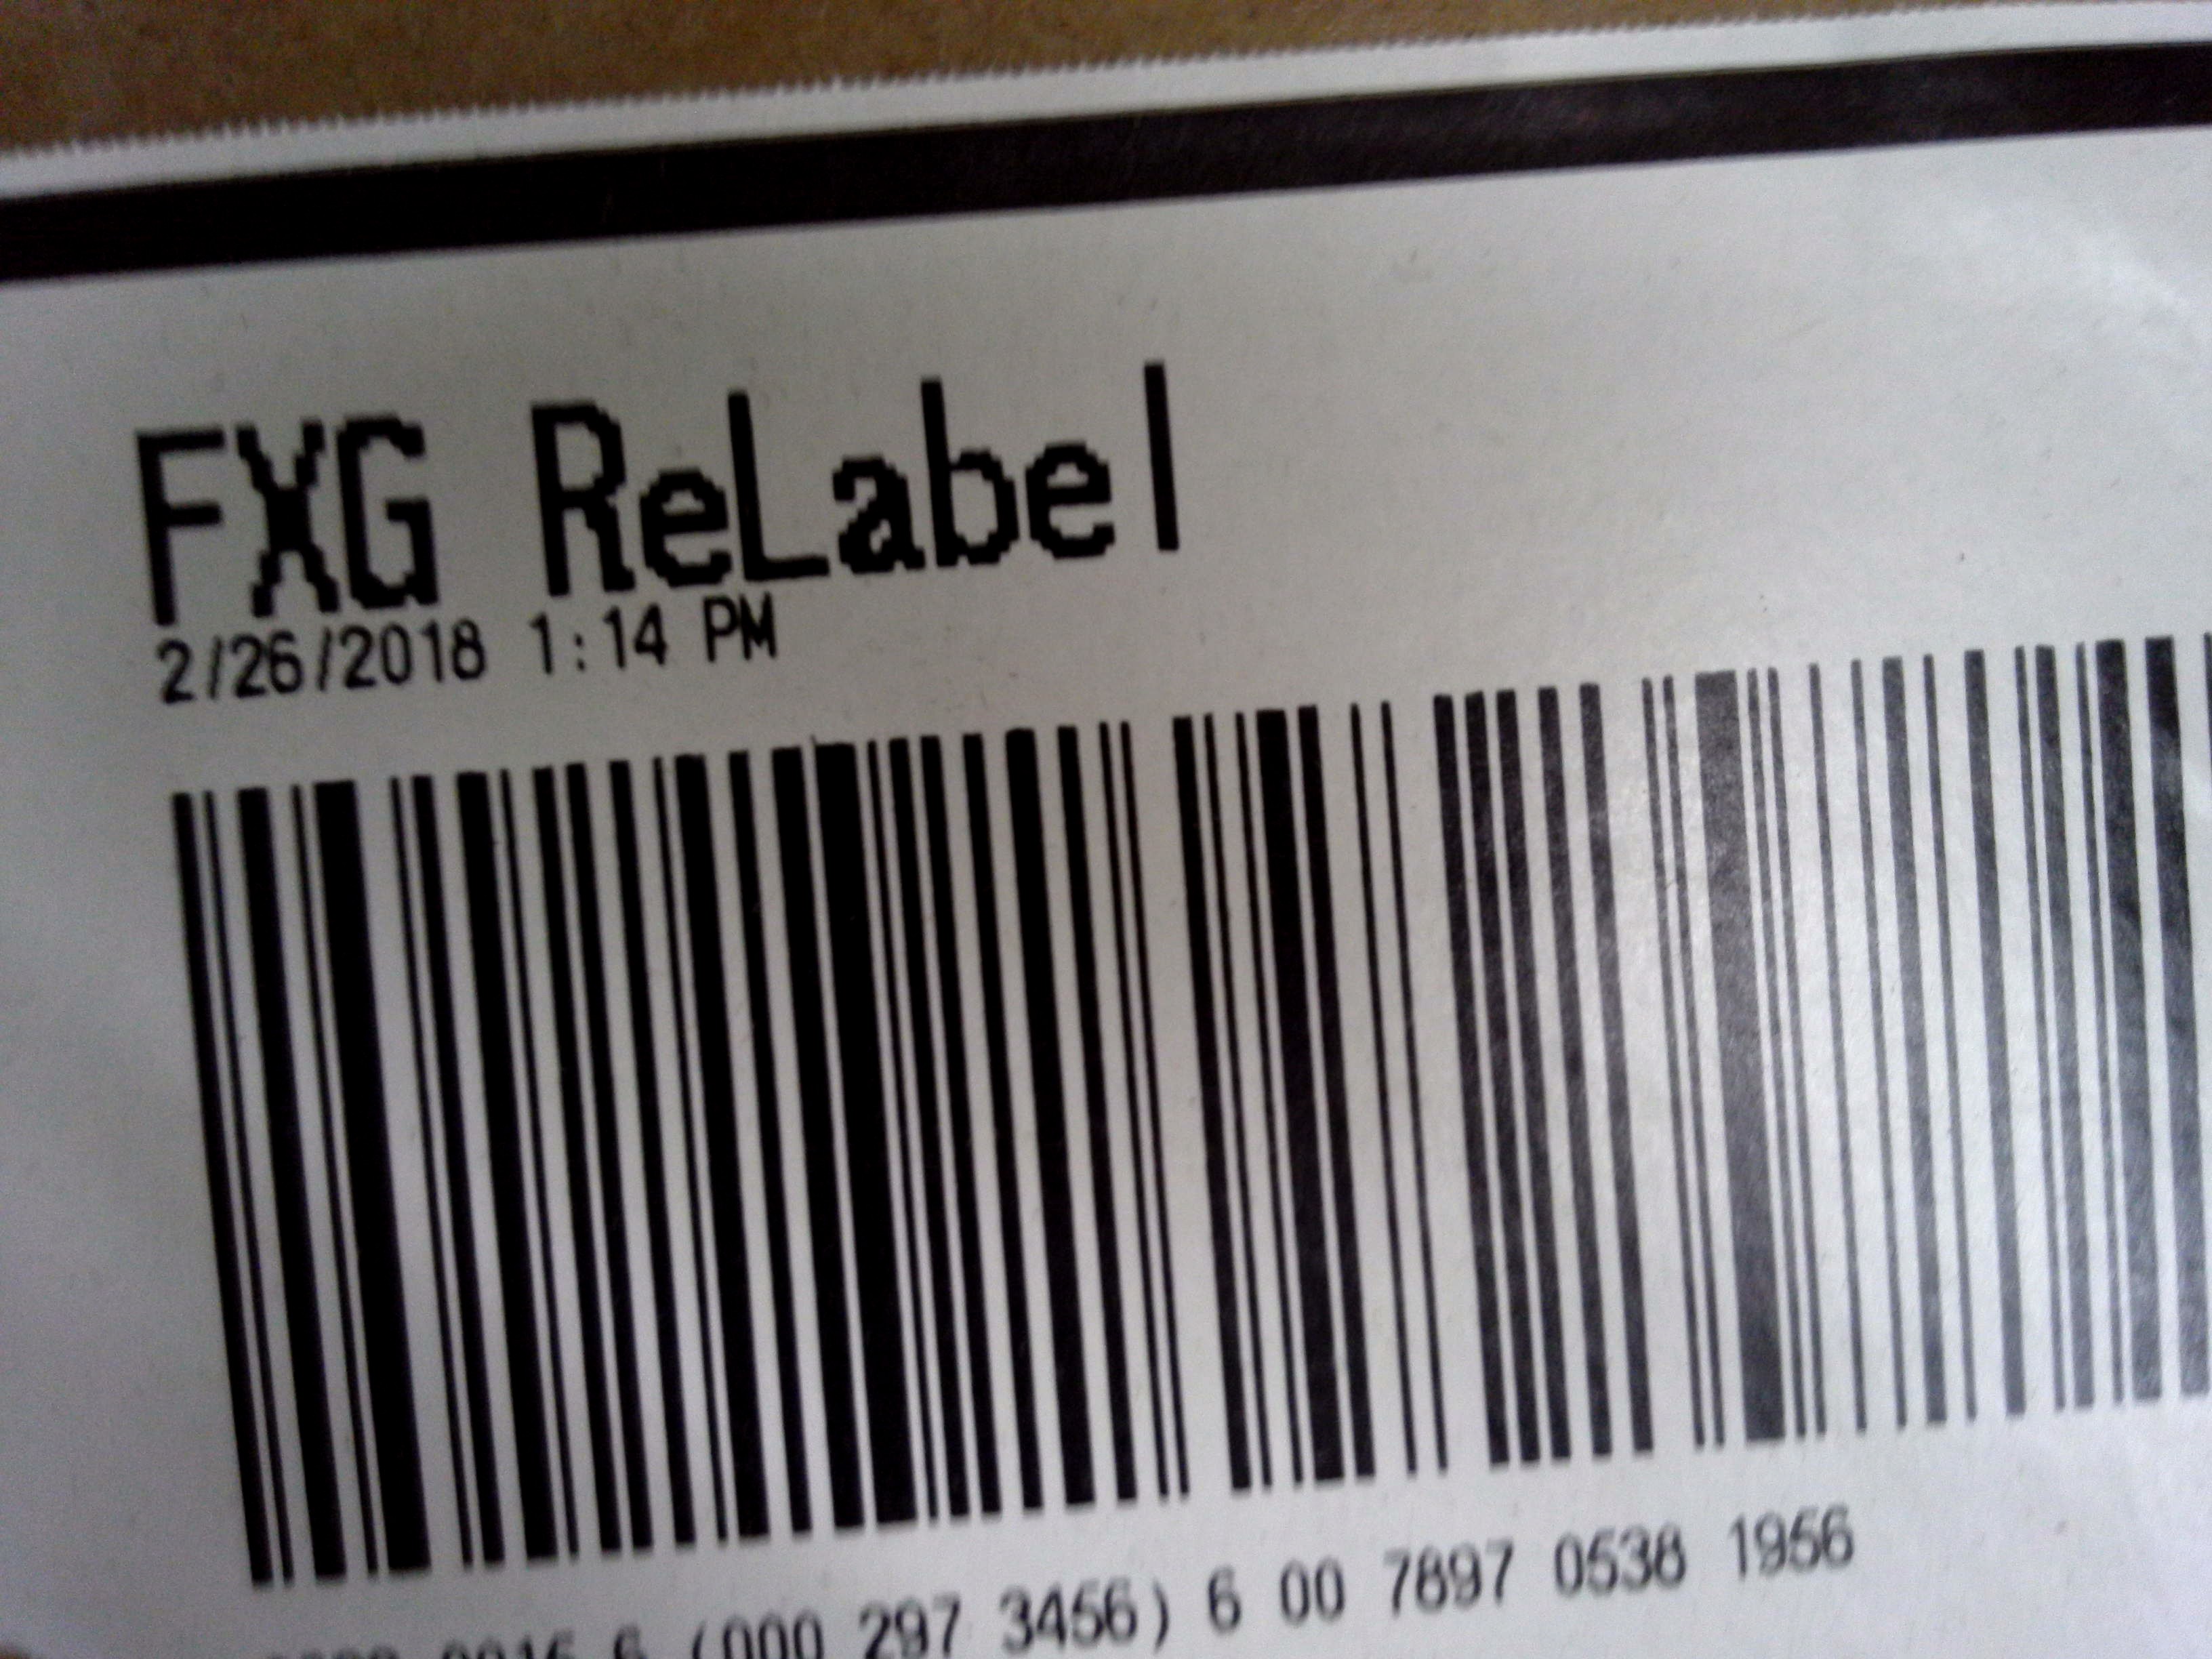 FXG ReLabel
2/26/2018 1:14 PM
(000 297 3456) 6 00 7897 0538 1956